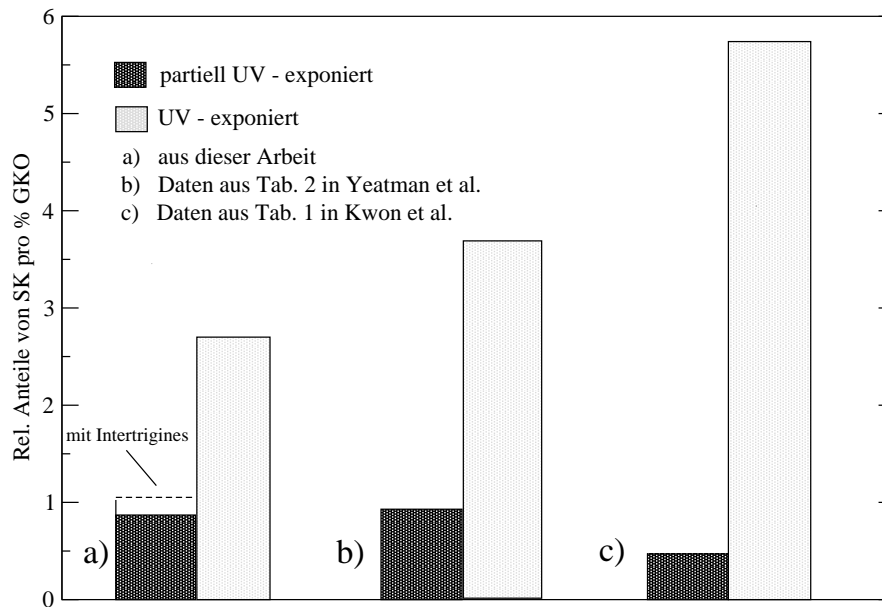 Rel. Anteile von SK pro % GKO
6
5
4
3
2
1
0
partiell UV - exponiert
UV - exponiert
a) aus dieser Arbeit
b) Daten aus Tab. 2 in Yeatman et al.
c) Daten aus Tab. 1 in Kwon et al.
mit Intertrigines
a)
b)
c)